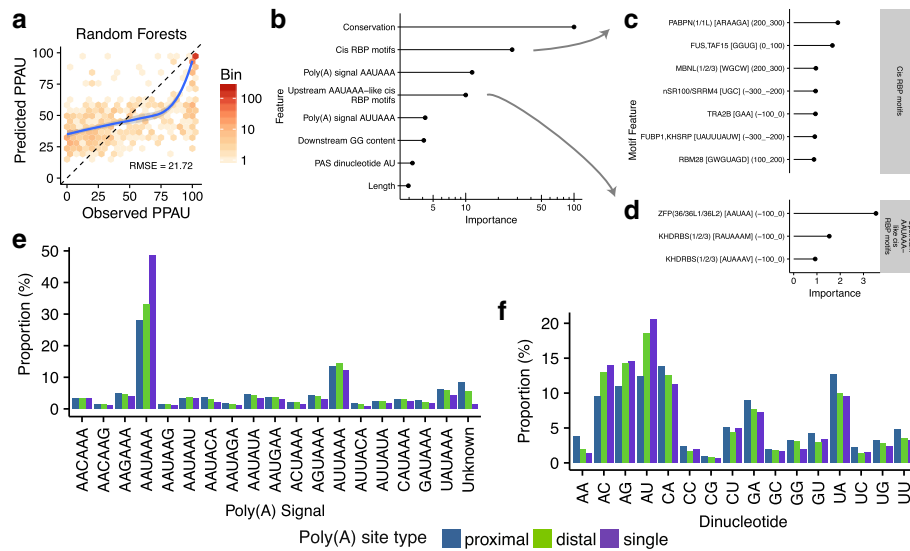 a
Random Forests
Predicted PPAU
100
75
50
25
0
0 25 50 75 100
Observed PPAU
RMSE = 21.72
Bin
100
10
1
b
Feature
Conservation
Cis RBP motifs
Poly(A) signal AAUAAA
Upstream AAUAAA−like cis
RBP motifs
Poly(A) signal AUUAAA
Downstream GG content
PAS dinucleotide AU
Length
5 10 50 100
Importance
c
Motif Feature
PABPN(1/1L) [ARAAGA] (200_300)
FUS,TAF15 [GGUG] (0_100)
MBNL(1/2/3) [WGCW] (200_300)
nSR100/SRRM4 [UGC] (−300_−200)
TRA2B [GAA] (−100_0)
FUBP1,KHSRP [UAUUUAUW] (−300_−200)
RBM28 [GWGUAGD] (100_200)
Cis RBP motifs
d
ZFP(36/36L1/36L2) [AAUAA] (−100_0)
KHDRBS(1/2/3) [RAUAAAM] (−100_0)
KHDRBS(1/2/3) [AUAAAV] (−100_0)
AAUAAA−
like cis
RBP motifs
0 1 2 3
Importance
e
Proportion (%)
50
40
30
20
10
0
AACAAA
AACAAG
AAGAAA
AAUAAA
AAUAAG
AAUAAU
AAUACA
AAUAGA
AAUAUA
AAUGAA
ACUAAA
AGUAAA
AUUAAA
AUUACA
AUUAUA
CAUAAA
GAUAAA
UAUAAA
Unknown
Poly(A) Signal
f
Proportion (%)
20
15
10
5
0
AA
AC
AG
AU
CA
CC
CG
CU
GA
GC
GG
GU
UA
UC
UG
UU
Dinucleotide
Poly(A) site type proximal distal single